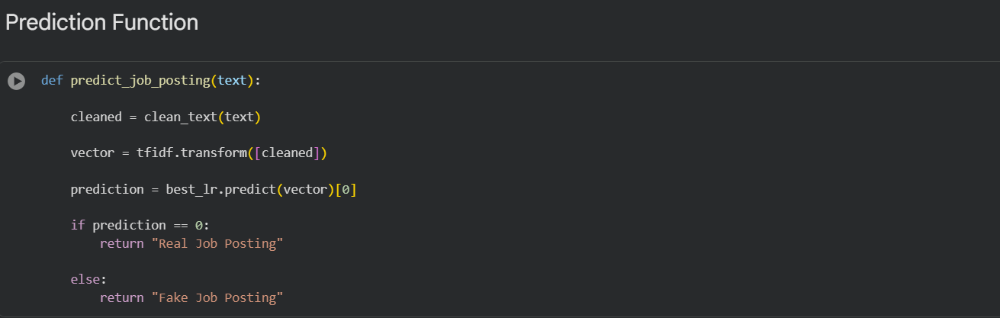 Prediction Function
def predict_job_posting(text):
    cleaned = clean_text(text)
    vector = tfidf.transform([cleaned])
    prediction = best_lr.predict(vector)[0]
    if prediction == 0:
        return "Real Job Posting"
    else:
        return "Fake Job Posting"